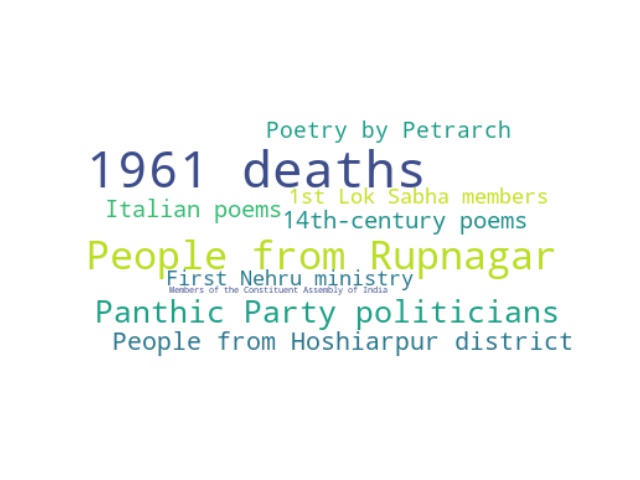 Poetry by Petrarch
1961 deaths
1st Lok Sabha members
Italian poems
14th-century poems
People from Rupnagar
First Nehru ministry
Members of the Constituent Assembly of India
Panthic Party politicians
People from Hoshiarpur district